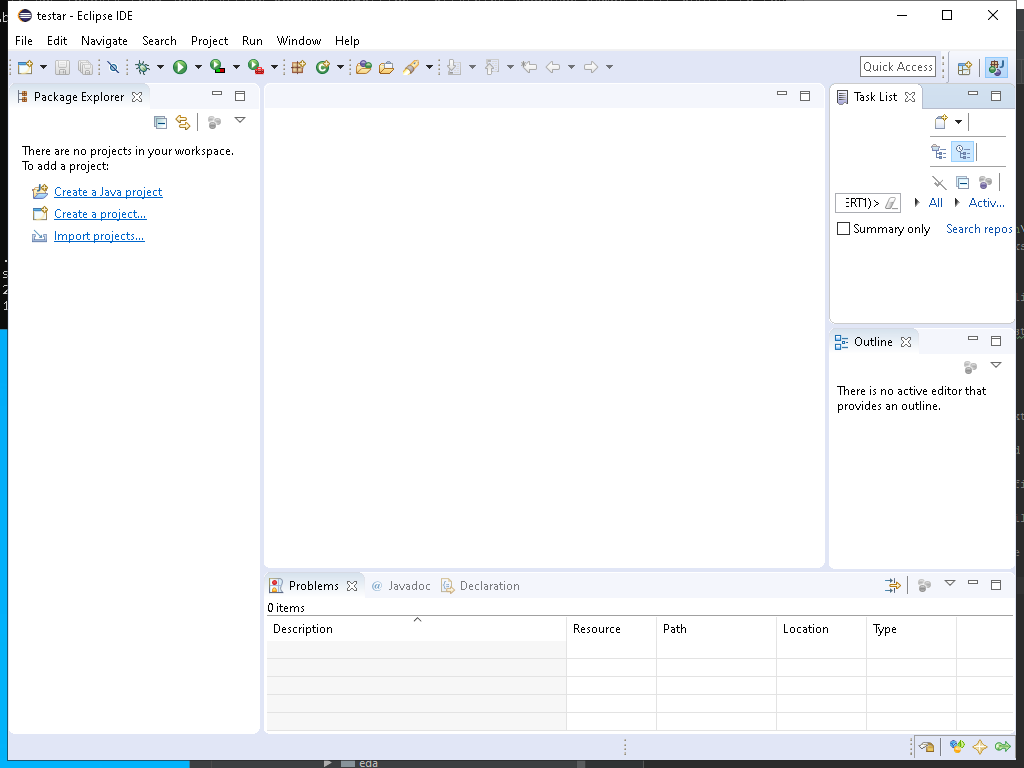 testar - Eclipse IDE
File Edit Navigate Search Project Run Window Help
Quick Access
Package Explorer
Task List
There are no projects in your workspace.
To add a project:
Create a Java project
Create a project...
Import projects...
All Activ...
Summary only Search repos
Outline
There is no active editor that
provides an outline.
Problems @ Javadoc Declaration
0 items
Description Resource Path Location Type
eda